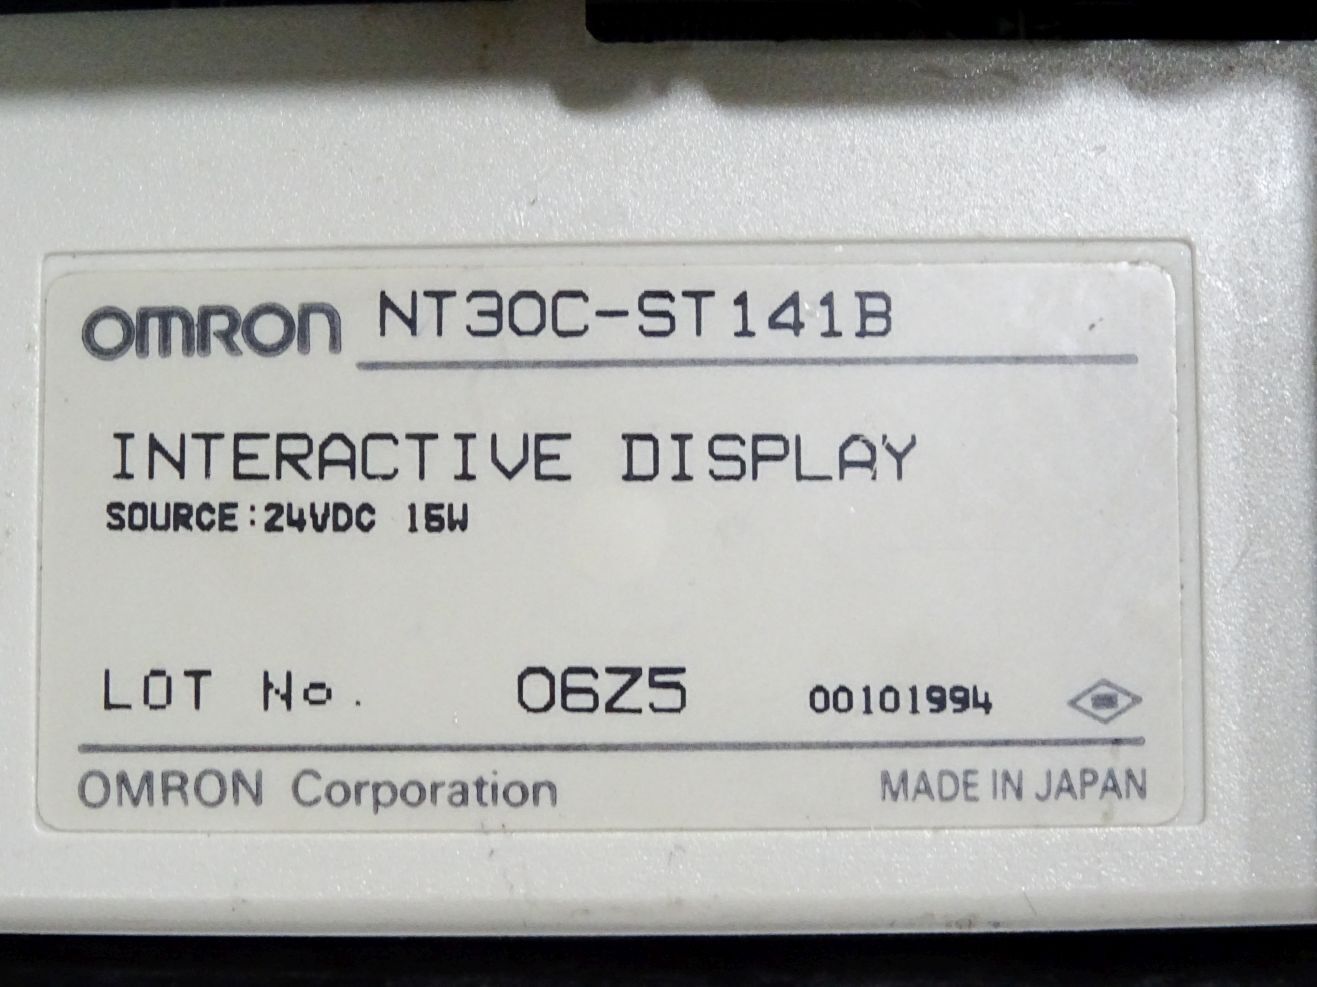 OMRON NT30C-ST141B
INTERACTIVE DISPLAY
SOURCE:24VDC 15W
LOT No. 06Z5 00101994
OMRON Corporation MADE IN JAPAN